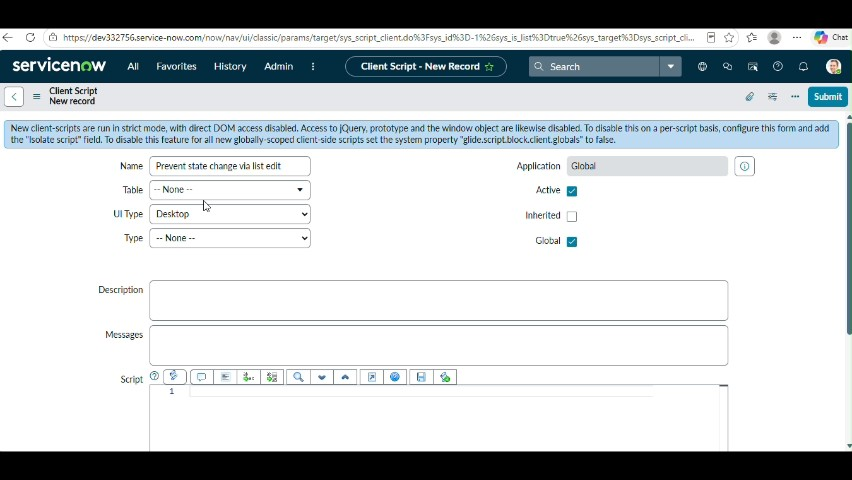 https://dev332756.service-now.com/now/nav/ui/classic/params/target/sys_script_client.do%3Fsys_id%3D-1%26sys_is_list%3Dtrue%26sys_target%3Dsys_script_cli...
Chat
servicenow All Favorites History Admin Client Script - New Record Search
Client Script
New record
Submit
New client-scripts are run in strict mode, with direct DOM access disabled. Access to jQuery, prototype and the window object are likewise disabled. To disable this on a per-script basis, configure this form and add
the "Isolate script" field. To disable this feature for all new globally-scoped client-side scripts set the system property "glide.script.block.client.globals" to false.
Name Prevent state change via list edit Application Global
Table -- None -- Active
UI Type Desktop Inherited
Type -- None -- Global
Description
Messages
Script
1